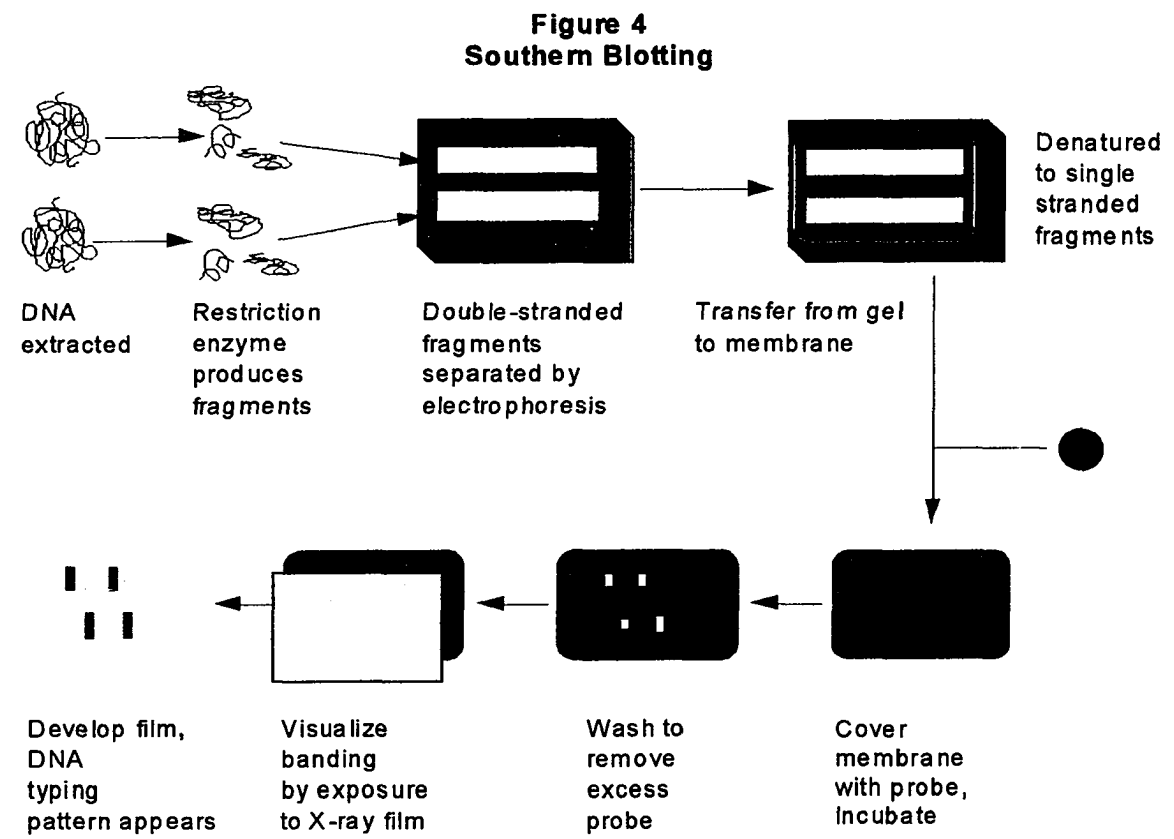 Figure 4
Southern Blotting
Denatured
to single
stranded
fragments
DNA
extracted
Restriction
enzyme
produces
fragments
Double-stranded
fragments
separated by
electrophoresis
Transfer from gel
to membrane
Develop film,
DNA
typing
pattern appears
Visualize
banding
by exposure
to X-ray film
Wash to
remove
excess
probe
Cover
membrane
with probe,
incubate